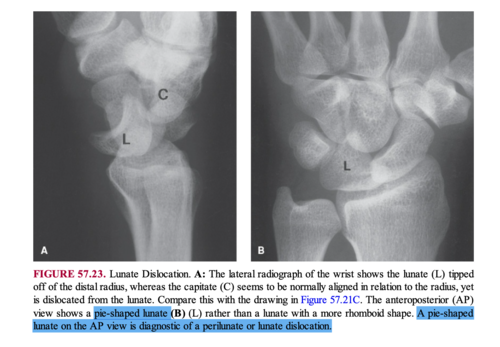 C
L
L
A
B
FIGURE 57.23. Lunate Dislocation. A: The lateral radiograph of the wrist shows the lunate (L) tipped
off of the distal radius, whereas the capitate (C) seems to be normally aligned in relation to the radius, yet
is dislocated from the lunate. Compare this with the drawing in Figure 57.21C. The anteroposterior (AP)
view shows a pie-shaped lunate (B) (L) rather than a lunate with a more rhomboid shape. A pie-shaped
lunate on the AP view is diagnostic of a perilunate or lunate dislocation.